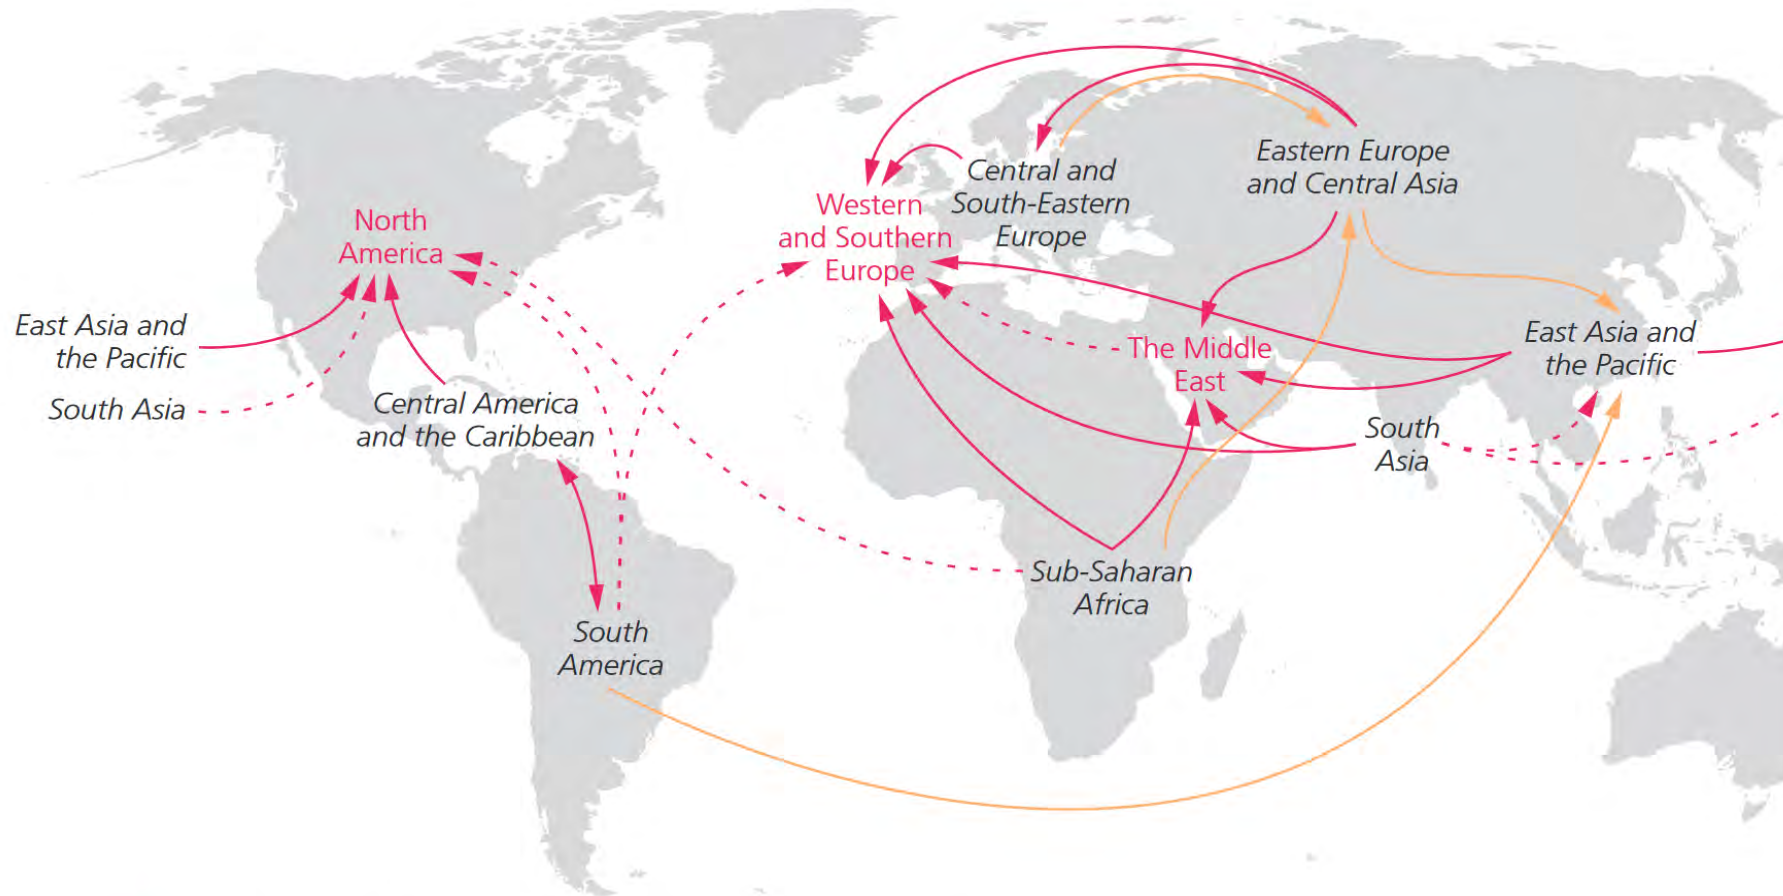 North
America
East Asia and
the Pacific
South Asia
Central America
and the Caribbean
South
America
Western
and Southern
Europe
Central and
South-Eastern
Europe
Eastern Europe
and Central Asia
The Middle
East
East Asia and
the Pacific
South
Asia
Sub-Saharan
Africa